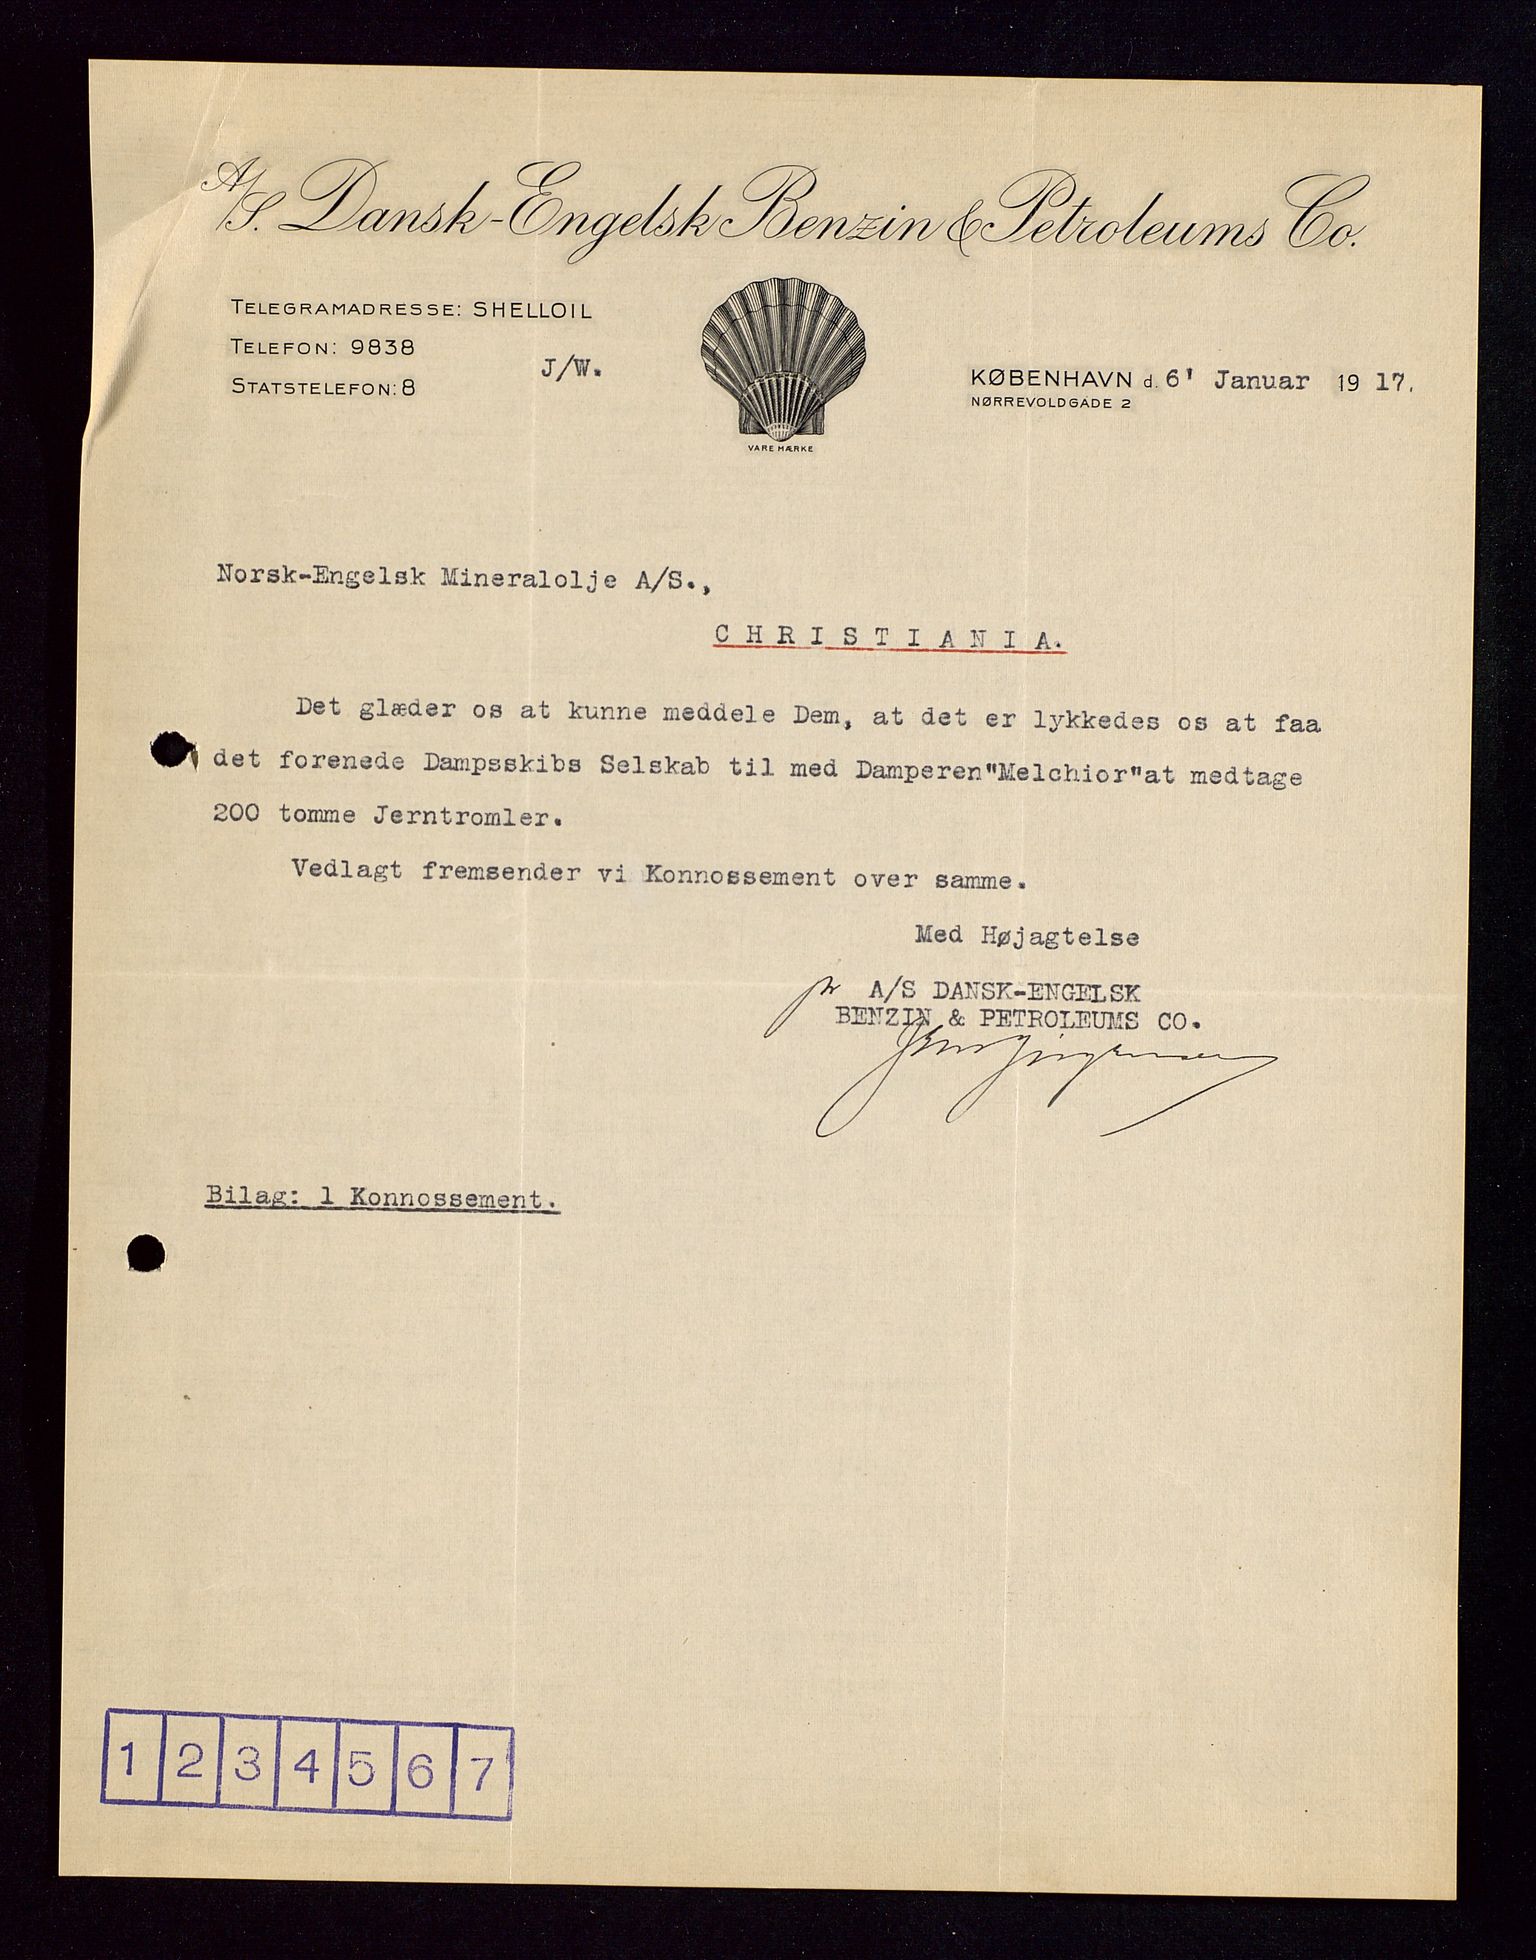 A/S. Dansk-Engelsk Benzin & Petroleums Co.
TELEGRAMADRESSE: SHELLOIL
TELEFON: 9838
J/W.
STATSTELEFON: 8
KØBENHAVN d. 6' Januar 1917.
NØRREVOLDGADE 2
VARE MÆRKE
Norsk-Engelsk Mineralolje A/S.,
C H R I S T I A N I A.
Det glæder os at kunne meddele Dem, at det er lykkedes os at faa
det forenede Dampsskibs Selskab til med Damperen"Melchior"at medtage
200 tomme Jerntromler.
Vedlagt fremsender vi Konnossement over samme.
Med Højagtelse
pr A/S DANSK-ENGELSK
BENZIN & PETROLEUMS CO.
Jens Jørgensen
Bilag: 1 Konnossement.
1 2 3 4 5 6 7